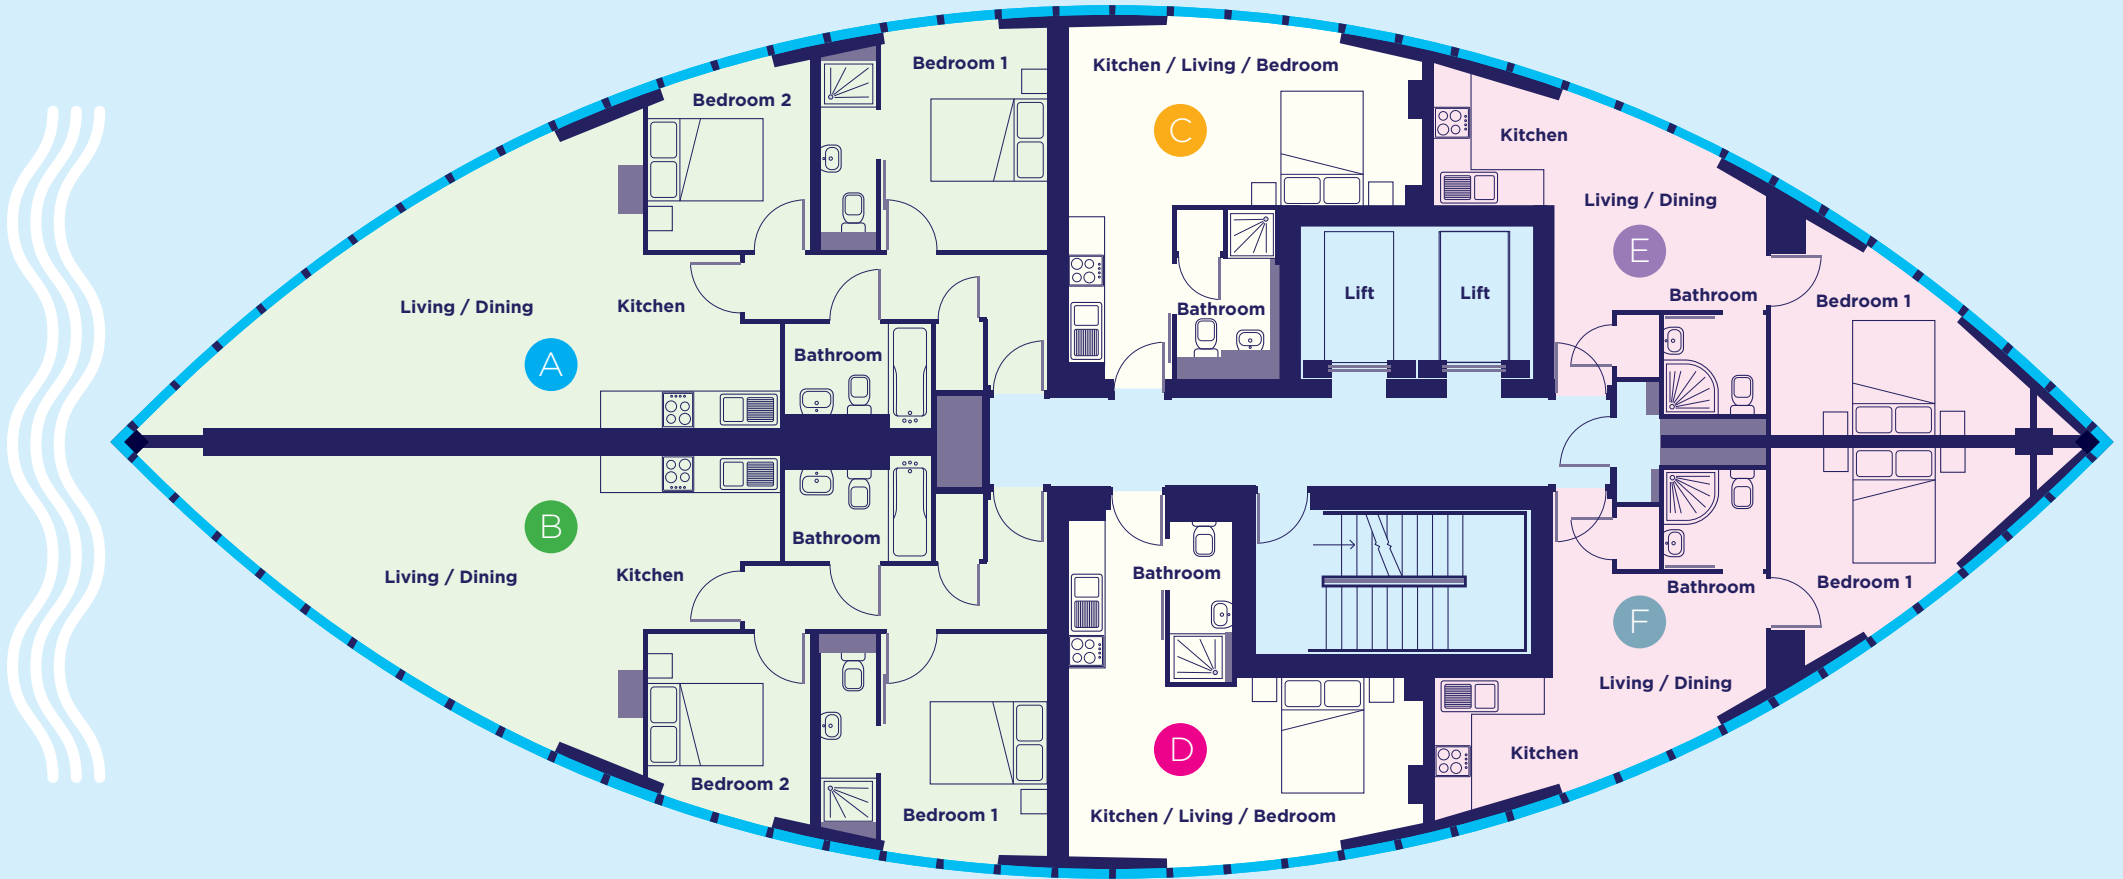 Bedroom 1
Kitchen / Living / Bedroom
Bedroom 2
C
Kitchen
Living / Dining
E
Lift
Lift
Bathroom
Bedroom 1
Living / Dining
Kitchen
Bathroom
Bathroom
A
B
Bathroom
Living / Dining
Kitchen
Bathroom
Bathroom
Bedroom 1
F
Living / Dining
D
Kitchen
Bedroom 2
Bedroom 1
Kitchen / Living / Bedroom